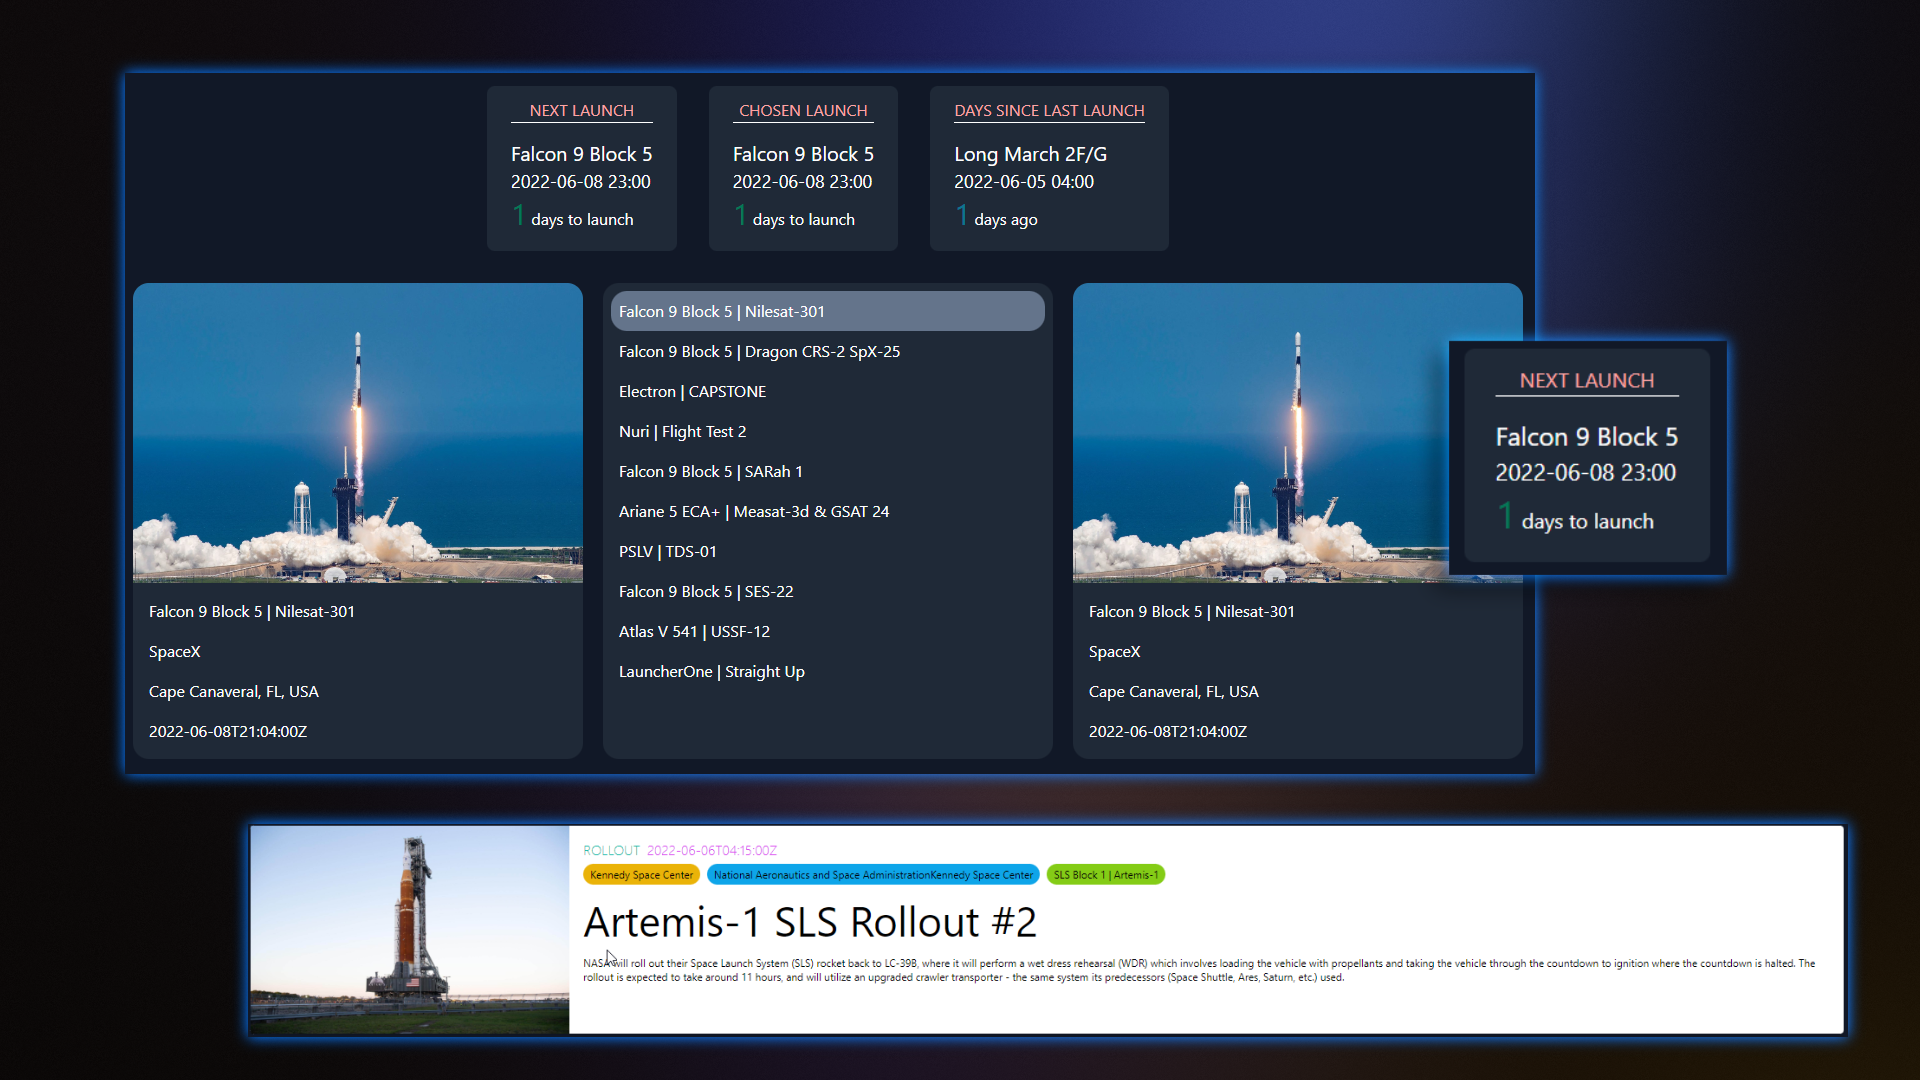 NEXT LAUNCH
Falcon 9 Block 5
2022-06-08 23:00
1 days to launch
CHOSEN LAUNCH
Falcon 9 Block 5
2022-06-08 23:00
1 days to launch
DAYS SINCE LAST LAUNCH
Long March 2F/G
2022-06-05 04:00
1 days ago
Falcon 9 Block 5 | Nilesat-301
SpaceX
Cape Canaveral, FL, USA
2022-06-08T21:04:00Z
Falcon 9 Block 5 | Nilesat-301
Falcon 9 Block 5 | Dragon CRS-2 SpX-25
Electron | CAPSTONE
Nuri | Flight Test 2
Falcon 9 Block 5 | SARah 1
Ariane 5 ECA+ | Measat-3d & GSAT 24
PSLV | TDS-01
Falcon 9 Block 5 | SES-22
Atlas V 541 | USSF-12
LauncherOne | Straight Up
Falcon 9 Block 5 | Nilesat-301
SpaceX
Cape Canaveral, FL, USA
2022-06-08T21:04:00Z
NEXT LAUNCH
Falcon 9 Block 5
2022-06-08 23:00
1 days to launch
ROLLOUT 2022-06-06T04:15:00Z
Kennedy Space Center
National Aeronautics and Space AdministrationKennedy Space Center
SLS Block 1 | Artemis-1
Artemis-1 SLS Rollout #2
NASA will roll out their Space Launch System (SLS) rocket back to LC-39B, where it will perform a wet dress rehearsal (WDR) which involves loading the vehicle with propellants and taking the vehicle through the countdown to ignition where the countdown is halted. The
rollout is expected to take around 11 hours, and will utilize an upgraded crawler transporter - the same system its predecessors (Space Shuttle, Ares, Saturn, etc.) used.